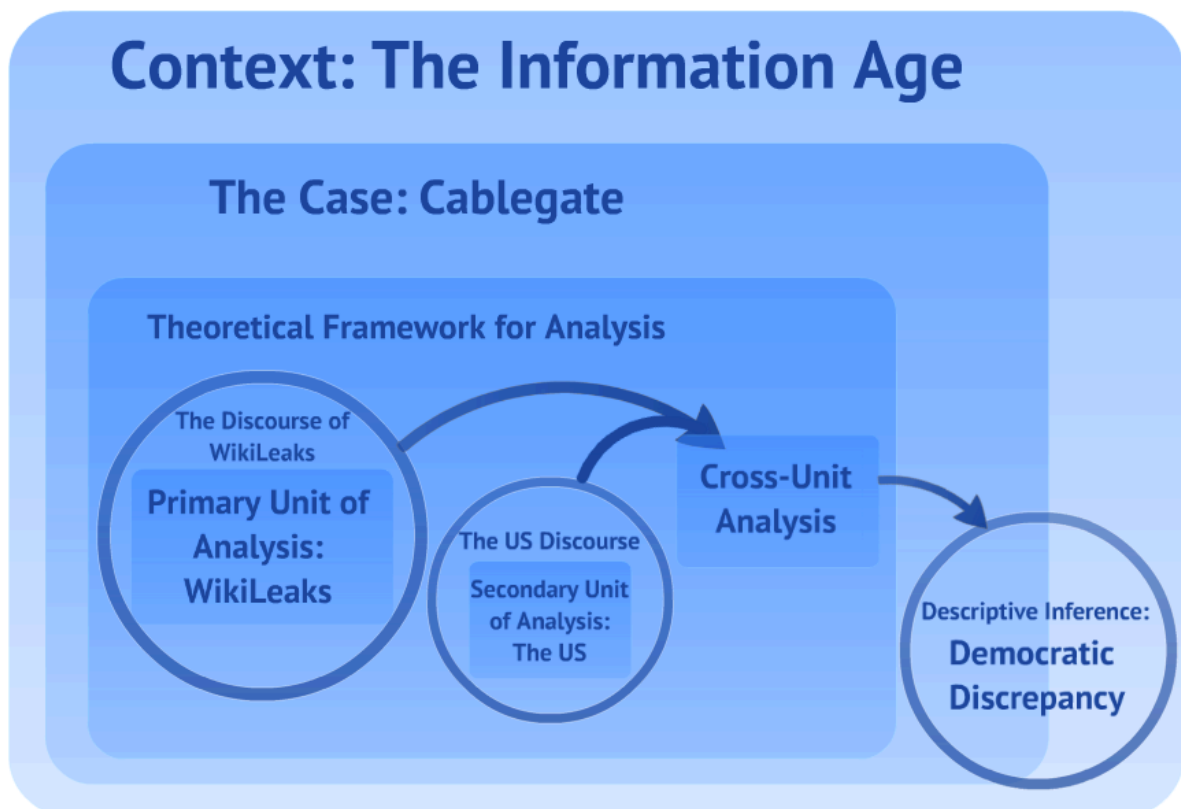 Context: The Information Age
The Case: Cablegate
Theoretical Framework for Analysis
The Discourse of
WikiLeaks
Primary Unit of
Analysis:
WikiLeaks
The US Discourse
Secondary Unit
of Analysis:
The US
Cross-Unit
Analysis
Descriptive Inference:
Democratic
Discrepancy